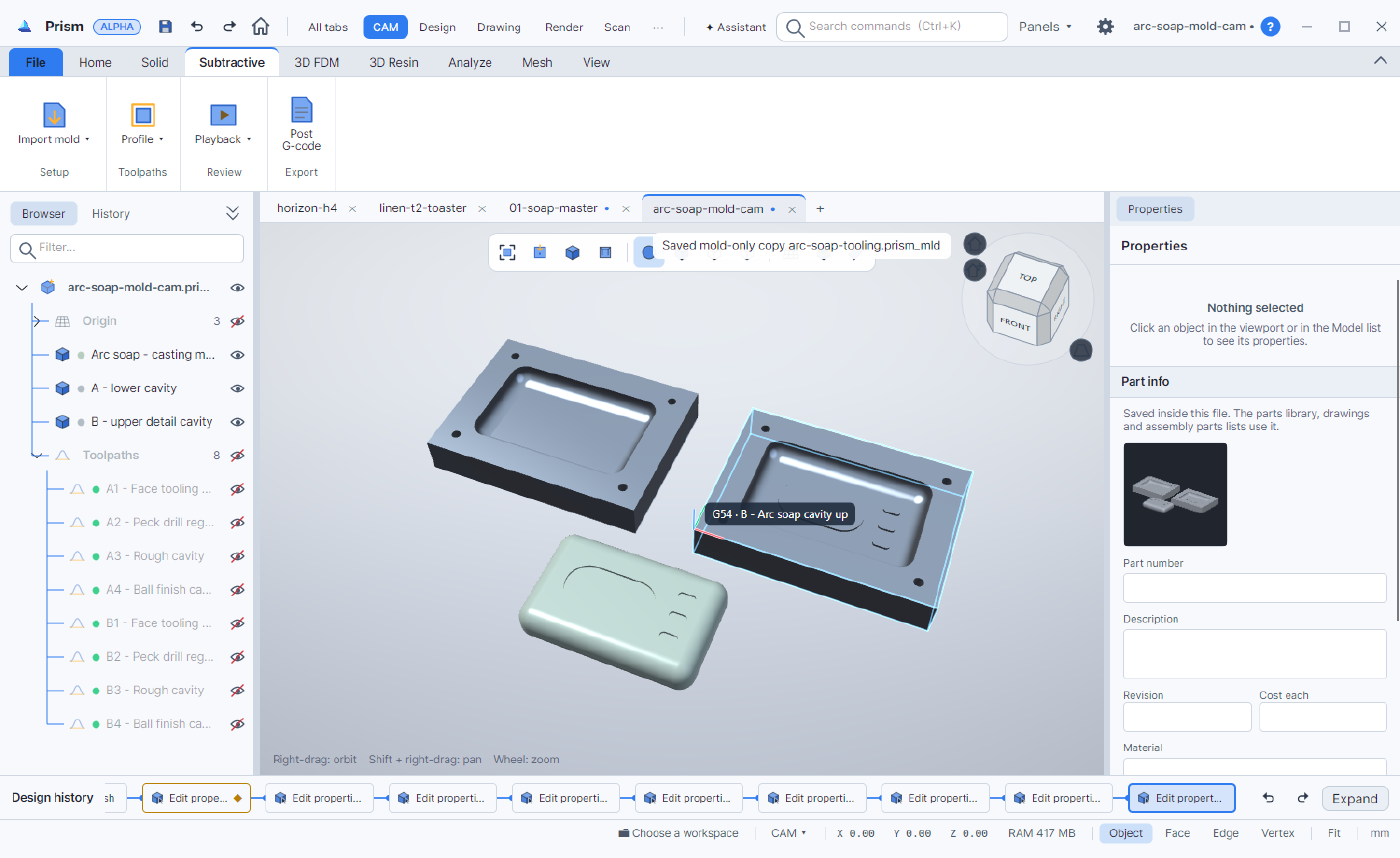 Prism ALPHA
All tabs CAM Design Drawing Render Scan ··· Assistant Search commands (Ctrl+K) Panels arc-soap-mold-cam • ?
File Home Solid Subtractive 3D FDM 3D Resin Analyze Mesh View
Import mold Profile Playback Post G-code
Setup Toolpaths Review Export
Browser History
Filter...
arc-soap-mold-cam.pri...
Origin 3
Arc soap - casting m...
A - lower cavity
B - upper detail cavity
Toolpaths 8
A1 - Face tooling ...
A2 - Peck drill reg...
A3 - Rough cavity
A4 - Ball finish ca...
B1 - Face tooling ...
B2 - Peck drill reg...
B3 - Rough cavity
B4 - Ball finish ca...
horizon-h4 linen-t2-toaster 01-soap-master • arc-soap-mold-cam • +
Saved mold-only copy arc-soap-tooling.prism_mld
TOP
FRONT
G54 · B - Arc soap cavity up
Right-drag: orbit Shift + right-drag: pan Wheel: zoom
Properties
Properties
Nothing selected
Click an object in the viewport or in the Model list
to see its properties.
Part info
Saved inside this file. The parts library, drawings
and assembly parts lists use it.
Part number
Description
Revision Cost each
Material
Design history sh Edit prope... Edit properti... Edit properti... Edit properti... Edit properti... Edit properti... Edit properti... Edit properti... Edit propert... Expand
Choose a workspace CAM X 0.00 Y 0.00 Z 0.00 RAM 417 MB Object Face Edge Vertex Fit mm